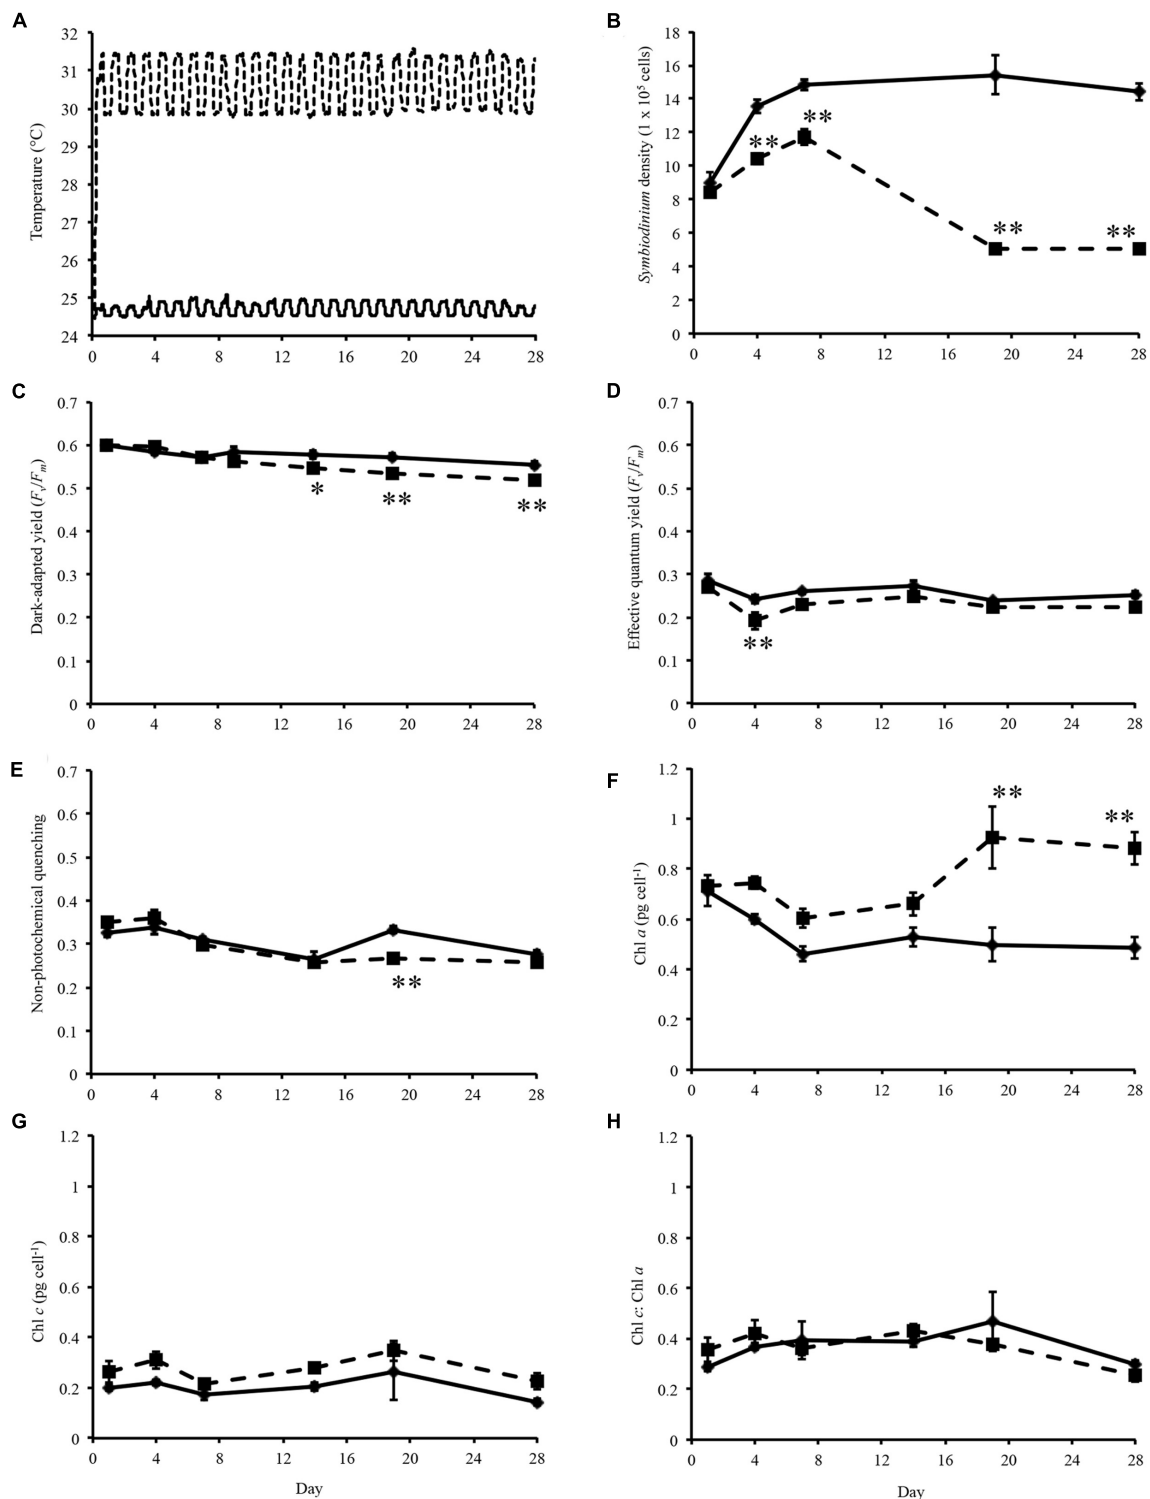 A
32
31
30
29
28
27
26
25
24
Temperature (°C)
0 4 8 12 16 20 24 28
B
18
16
14
12
10
8
6
4
2
0
Symbiodinium density (1 x 10⁵ cells)
** ** ** **
0 4 8 12 16 20 24 28
C
0.7
0.6
0.5
0.4
0.3
0.2
0.1
0
Dark-adapted yield (Fv/Fm)
* ** **
0 4 8 12 16 20 24 28
D
0.7
0.6
0.5
0.4
0.3
0.2
0.1
0
Effective quantum yield (Fv/Fm)
**
0 4 8 12 16 20 24 28
E
0.7
0.6
0.5
0.4
0.3
0.2
0.1
0
Non-photochemical quenching
**
0 4 8 12 16 20 24 28
F
1.2
1
0.8
0.6
0.4
0.2
0
Chl a (pg cell⁻¹)
** **
0 4 8 12 16 20 24 28
G
1.2
1
0.8
0.6
0.4
0.2
0
Chl c (pg cell⁻¹)
0 4 8 12 16 20 24 28
Day
H
1.2
1
0.8
0.6
0.4
0.2
0
Chl c: Chl a
0 4 8 12 16 20 24 28
Day